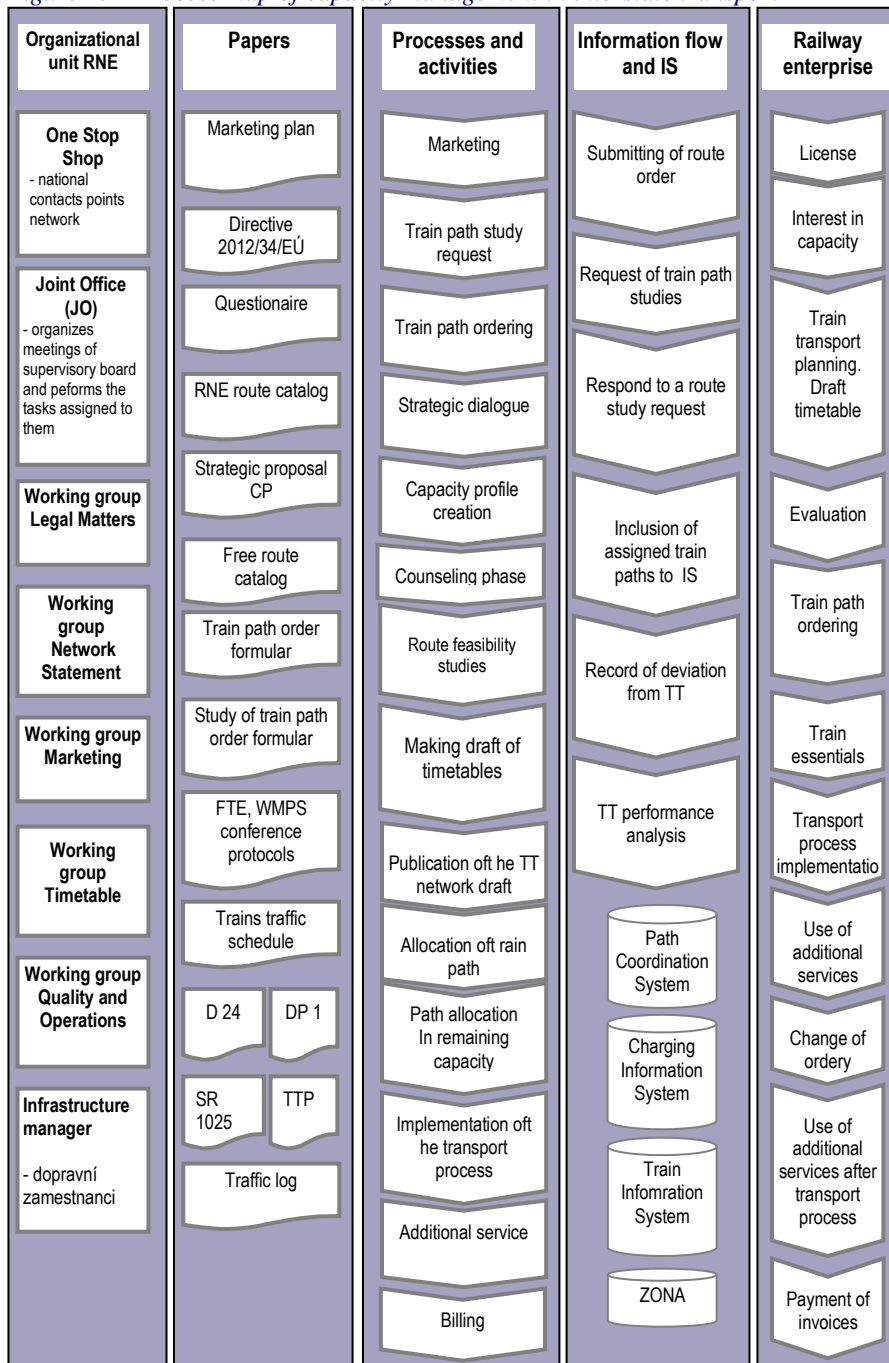 Figure Process map of capacity management in interstate transport
Organizational
unit RNE
One Stop
Shop
- national
contacts points
network
Joint Office
(JO)
- organizes
meetings of
supervisory board
and peforms the
tasks assigned to
them
Working group
Legal Matters
Working
group
Network
Statement
Working group
Marketing
Working
group
Timetable
Working group
Quality and
Operations
Infrastructure
manager
- dopravní
zamestnanci
Papers
Marketing plan
Directive
2012/34/EÚ
Questionaire
RNE route catalog
Strategic proposal
CP
Free route
catalog
Train path order
formular
Study of train path
order formular
FTE, WMPS
conference
protocols
Trains traffic
schedule
D 24
DP 1
SR
1025
TTP
Traffic log
Processes and
activities
Marketing
Train path study
request
Train path ordering
Strategic dialogue
Capacity profile
creation
Counseling phase
Route feasibility
studies
Making draft of
timetables
Publication oft he TT
network draft
Allocation oft rain
path
Path allocation
In remaining
capacity
Implementation oft
he transport
process
Additional service
Billing
Information flow
and IS
Submitting of route
order
Request of train path
studies
Respond to a route
study request
Inclusion of
assigned train
paths to IS
Record of deviation
from TT
TT performance
analysis
Path
Coordination
System
Charging
Information
System
Train
Infomration
System
ZONA
Railway
enterprise
License
Interest in
capacity
Train
transport
planning.
Draft
timetable
Evaluation
Train path
ordering
Train
essentials
Transport
process
implementatio
Use of
additional
services
Change of
ordery
Use of
additional
services after
transport
process
Payment of
invoices